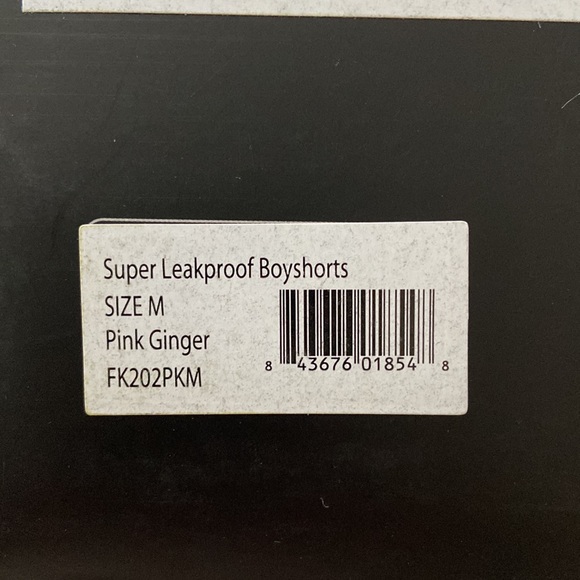 Super Leakproof Boyshorts
SIZE M
Pink Ginger
FK202PKM
8 43676 01854 8